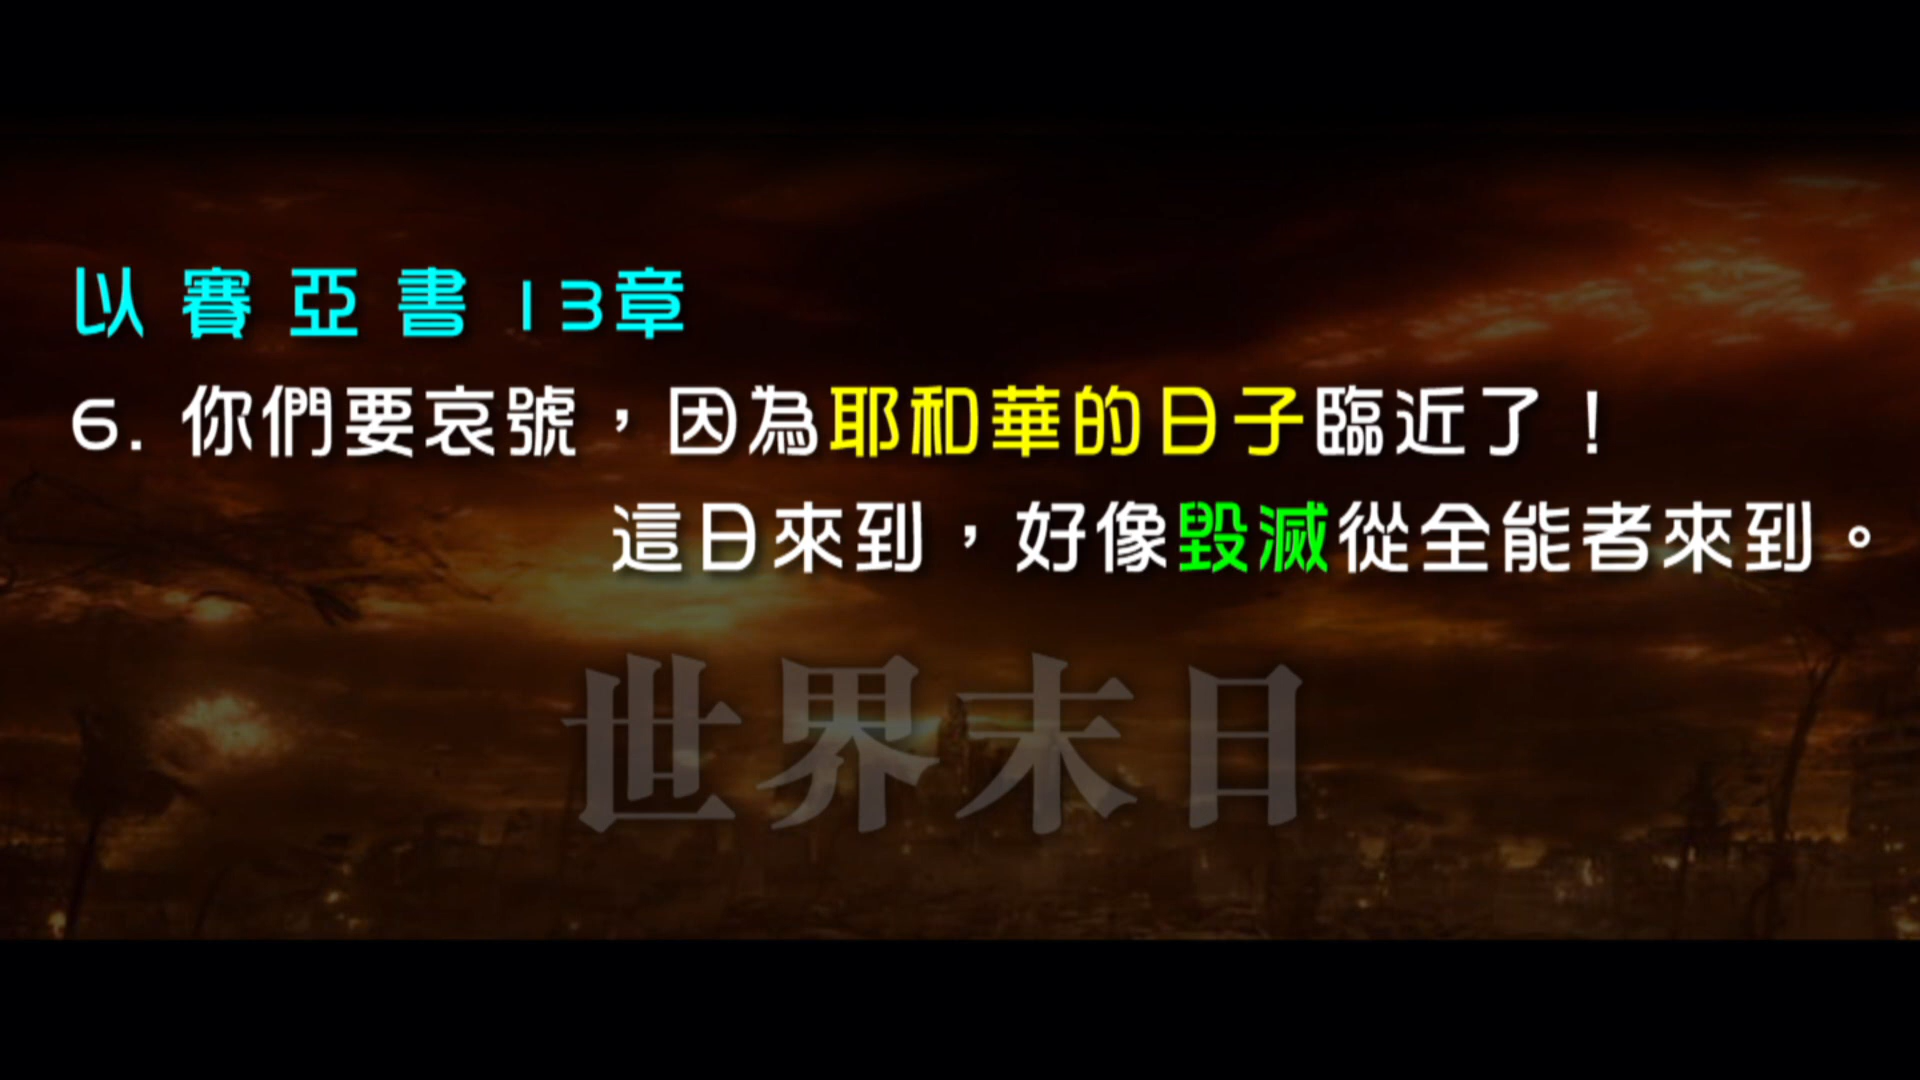 以賽亞書 13章
6. 你們要哀號，因為耶和華的日子臨近了！
這日來到，好像毀滅從全能者來到。
世界末日